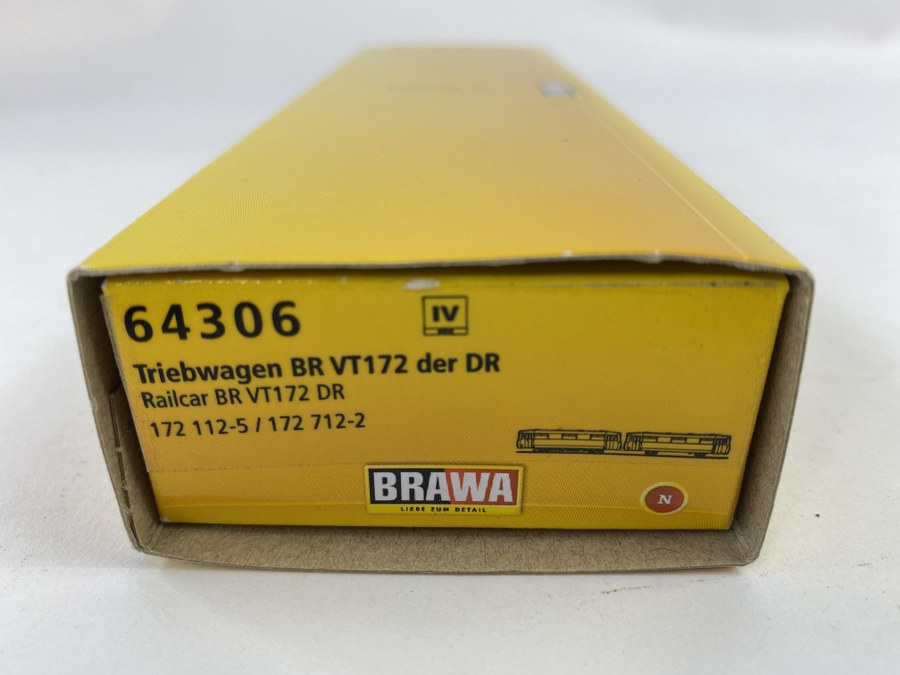 64306
IV
Triebwagen BR VT172 der DR
Railcar BR VT172 DR
172 112-5 / 172 712-2
BRAWA
LIEBE ZUM DETAIL
N